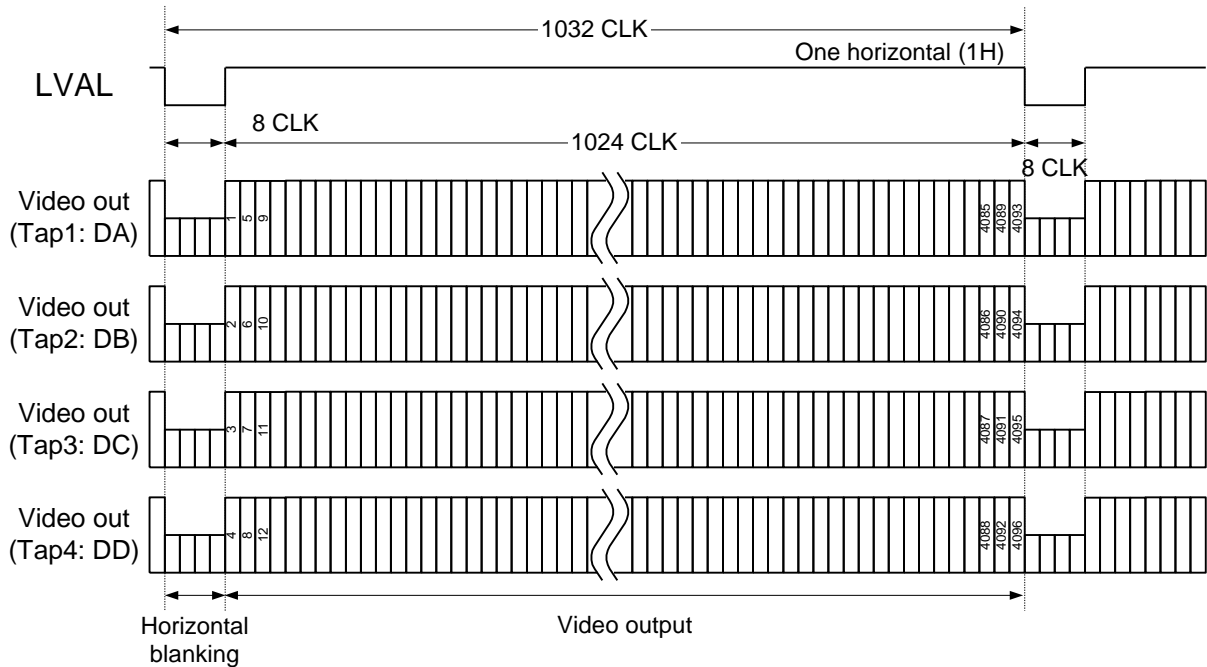 1032 CLK
One horizontal (1H)
LVAL
8 CLK
1024 CLK
8 CLK
Video out
(Tap1: DA)
1 5 9 4085 4089 4093
Video out
(Tap2: DB)
2 6 10 4086 4090 4094
Video out
(Tap3: DC)
3 7 11 4087 4091 4095
Video out
(Tap4: DD)
4 8 12 4088 4092 4096
Horizontal
blanking
Video output